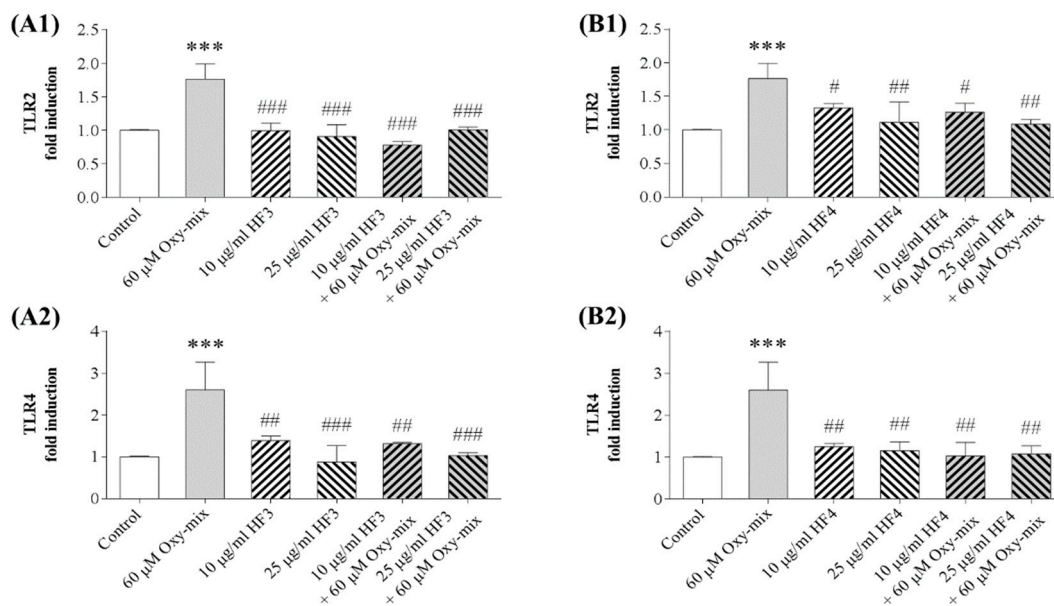 (A1)
TLR2
fold induction
2.5
2.0
1.5
1.0
0.5
0.0
***
###
###
###
###
Control
60 µM Oxy-mix
10 µg/ml HF3
25 µg/ml HF3
10 µg/ml HF3
+ 60 µM Oxy-mix
25 µg/ml HF3
+ 60 µM Oxy-mix
(B1)
TLR2
fold induction
2.5
2.0
1.5
1.0
0.5
0.0
***
#
##
#
##
Control
60 µM Oxy-mix
10 µg/ml HF4
25 µg/ml HF4
10 µg/ml HF4
+ 60 µM Oxy-mix
25 µg/ml HF4
+ 60 µM Oxy-mix
(A2)
TLR4
fold induction
4
3
2
1
0
***
##
###
##
###
Control
60 µM Oxy-mix
10 µg/ml HF3
25 µg/ml HF3
10 µg/ml HF3
+ 60 µM Oxy-mix
25 µg/ml HF3
+ 60 µM Oxy-mix
(B2)
TLR4
fold induction
4
3
2
1
0
***
##
##
##
##
Control
60 µM Oxy-mix
10 µg/ml HF4
25 µg/ml HF4
10 µg/ml HF4
+ 60 µM Oxy-mix
25 µg/ml HF4
+ 60 µM Oxy-mix